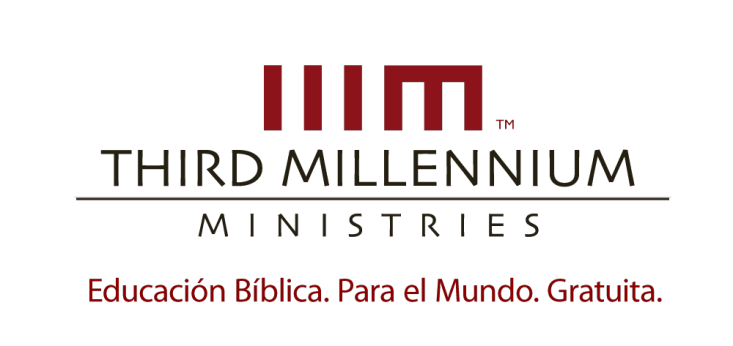 IIIM™
THIRD MILLENNIUM
MINISTRIES
Educación Bíblica. Para el Mundo. Gratuita.